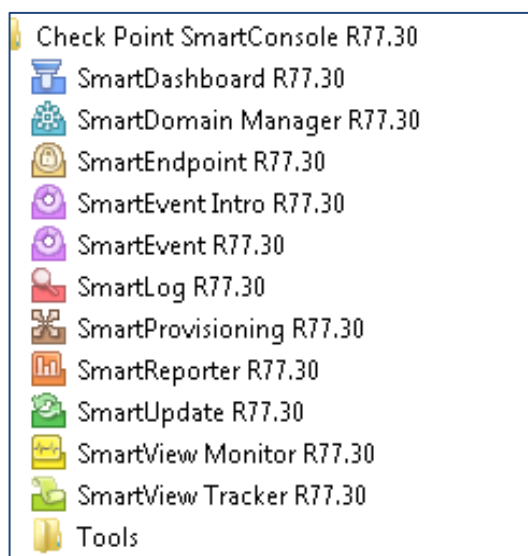 Check Point SmartConsole R77.30
SmartDashboard R77.30
SmartDomain Manager R77.30
SmartEndpoint R77.30
SmartEvent Intro R77.30
SmartEvent R77.30
SmartLog R77.30
SmartProvisioning R77.30
SmartReporter R77.30
SmartUpdate R77.30
SmartView Monitor R77.30
SmartView Tracker R77.30
Tools